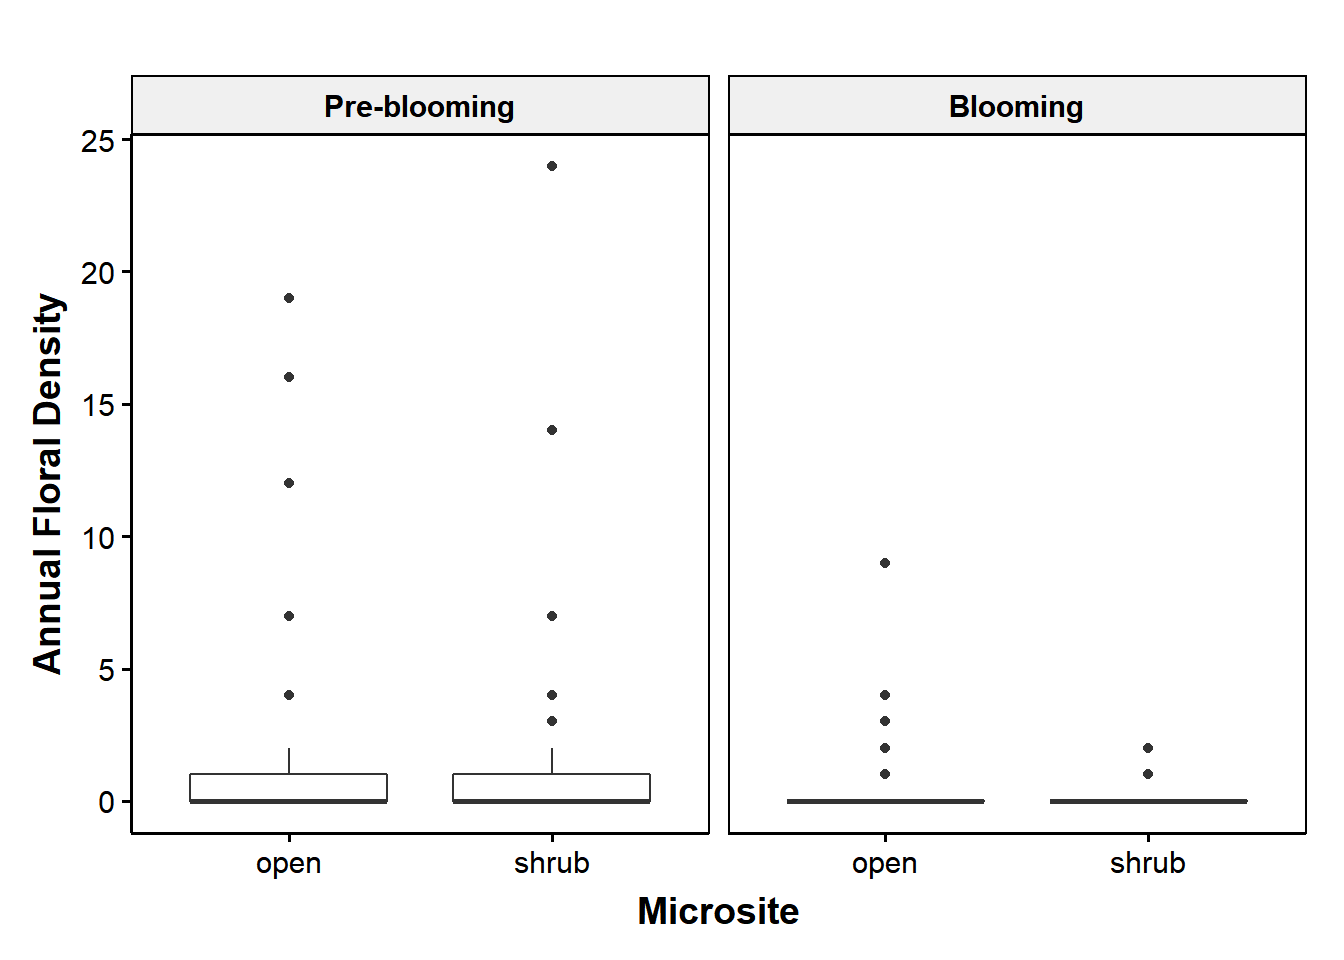 Pre-blooming
Blooming
Annual Floral Density
25
20
15
10
5
0
open
shrub
open
shrub
Microsite